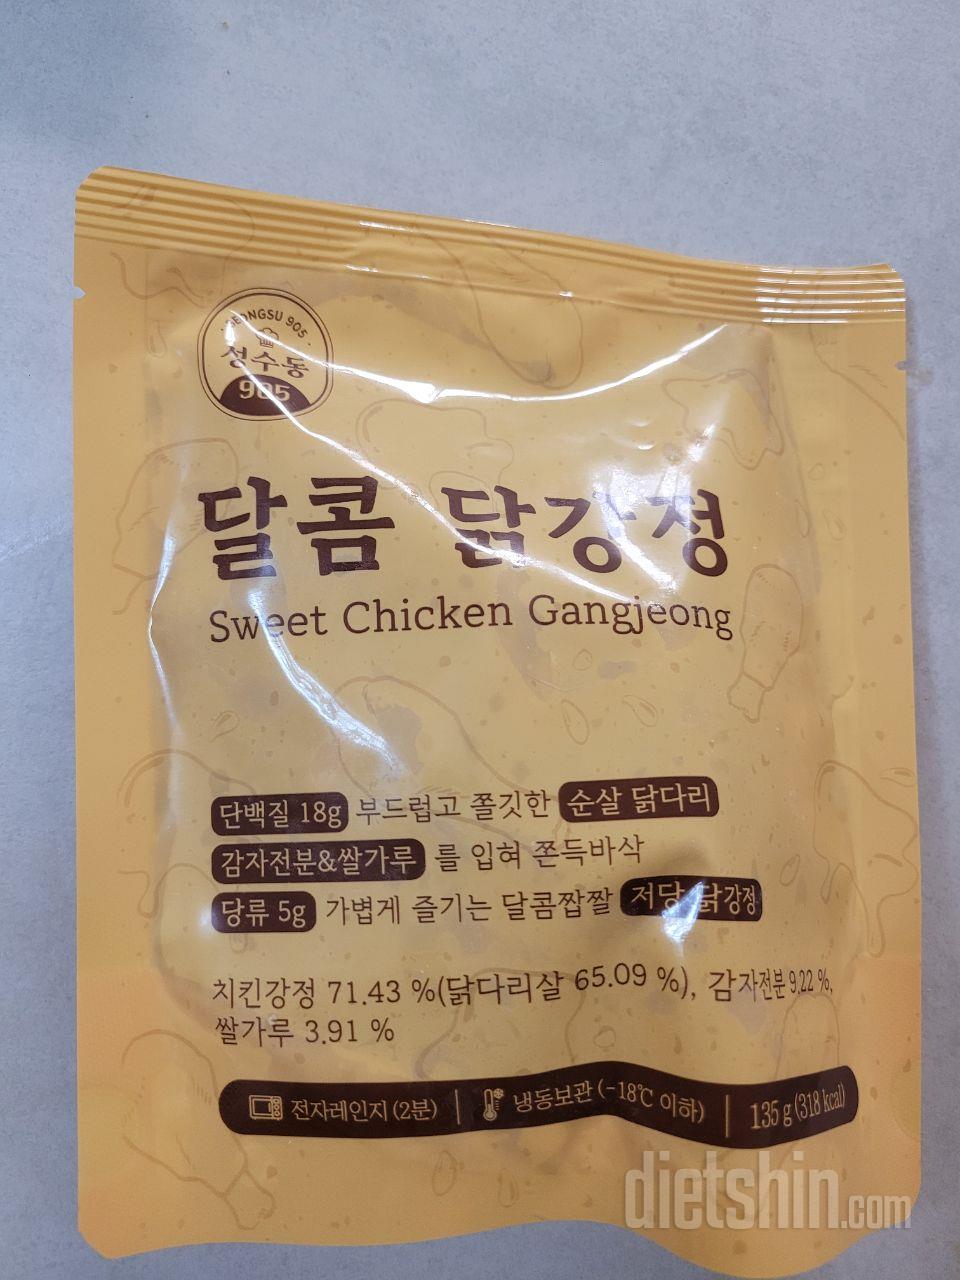 SEONGSU 905
성수동
905
달콤 닭강정
Sweet Chicken Gangjeong
단백질 18g 부드럽고 쫄깃한 순살 닭다리
감자전분&쌀가루 를 입혀 쫀득바삭
당류 5g 가볍게 즐기는 달콤짭짤 저당 닭강정
치킨강정 71.43 %(닭다리살 65.09 %), 감자전분 9.22 %,
쌀가루 3.91 %
전자레인지 (2분) | 냉동보관 (-18℃ 이하) | 135 g (318 kcal)
dietshin.com